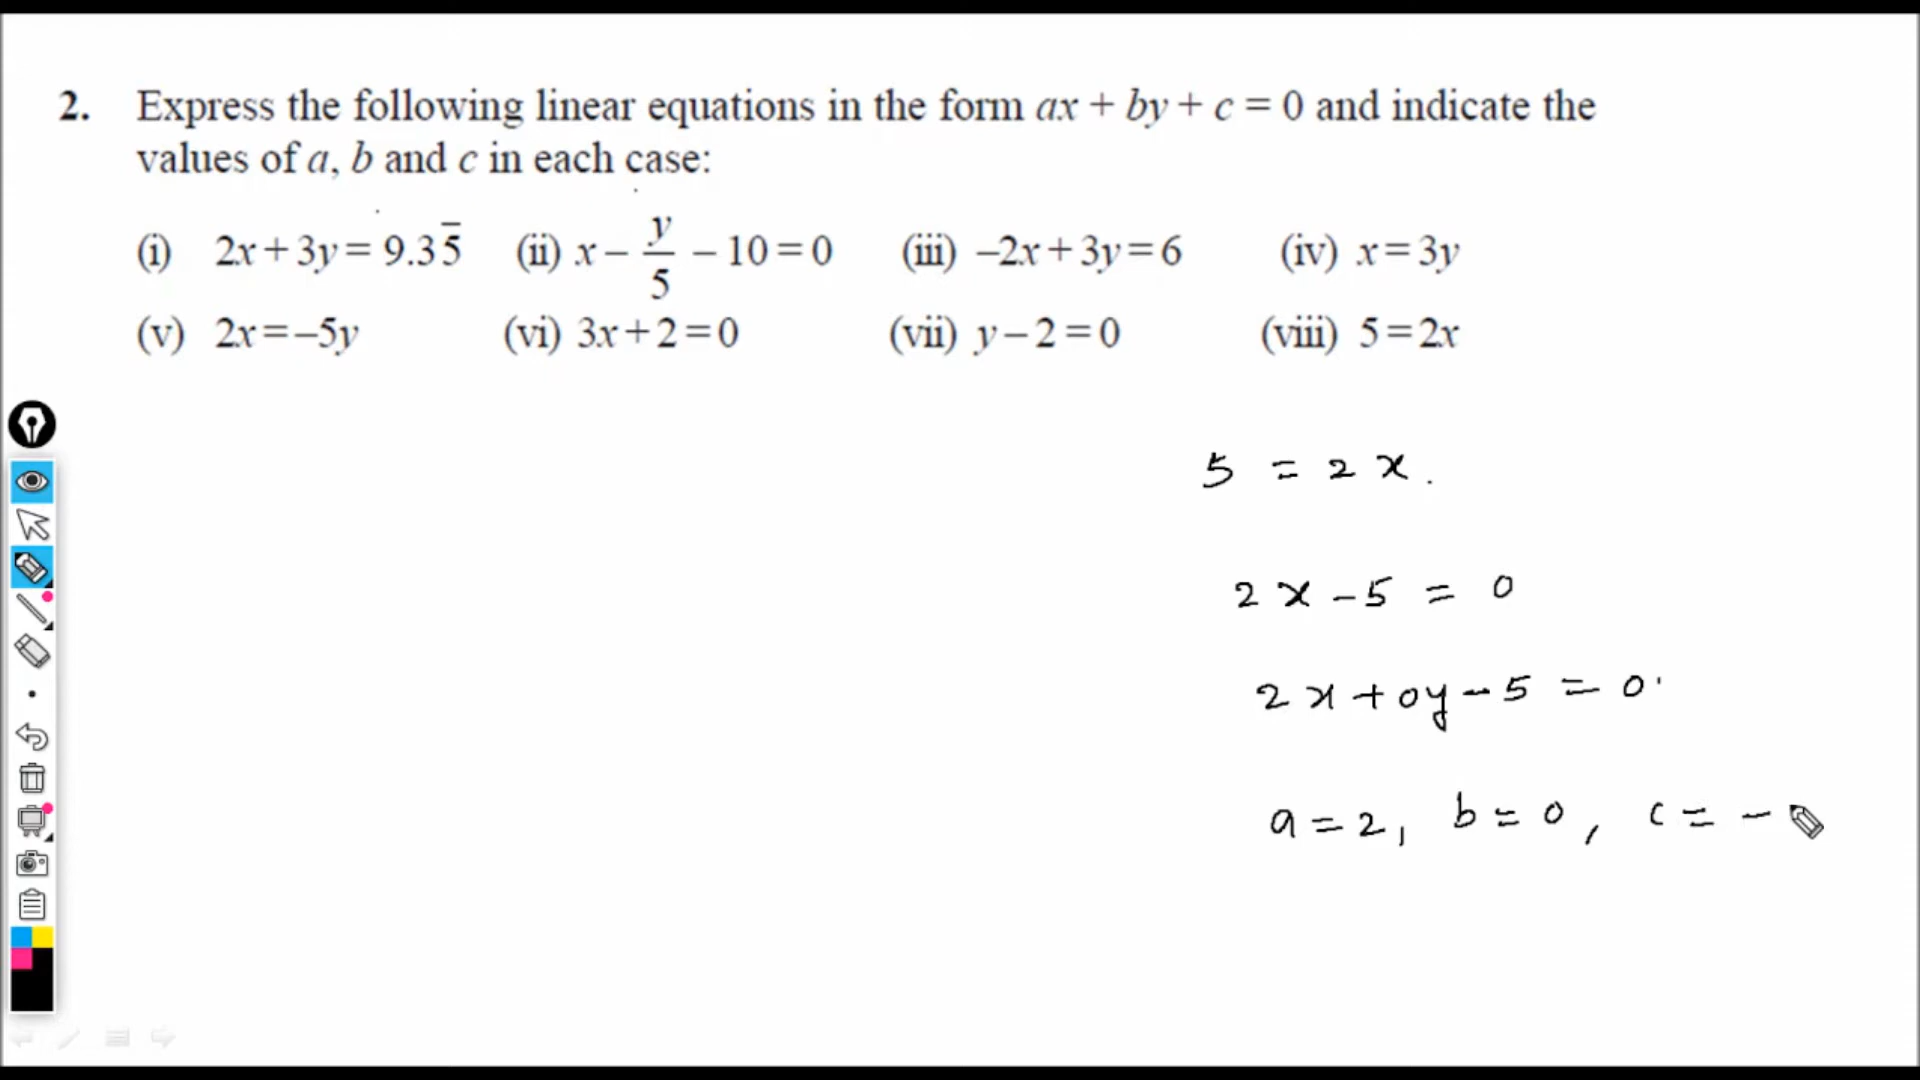 2. Express the following linear equations in the form ax + by + c = 0 and indicate the
values of a, b and c in each case:
(i) 2x + 3y = 9.35̅ (ii) x – y/5 – 10 = 0 (iii) –2x + 3y = 6 (iv) x = 3y
(v) 2x = –5y (vi) 3x + 2 = 0 (vii) y – 2 = 0 (viii) 5 = 2x
5 = 2x.
2x - 5 = 0
2x + 0y - 5 = 0.
a = 2, b = 0, c = -